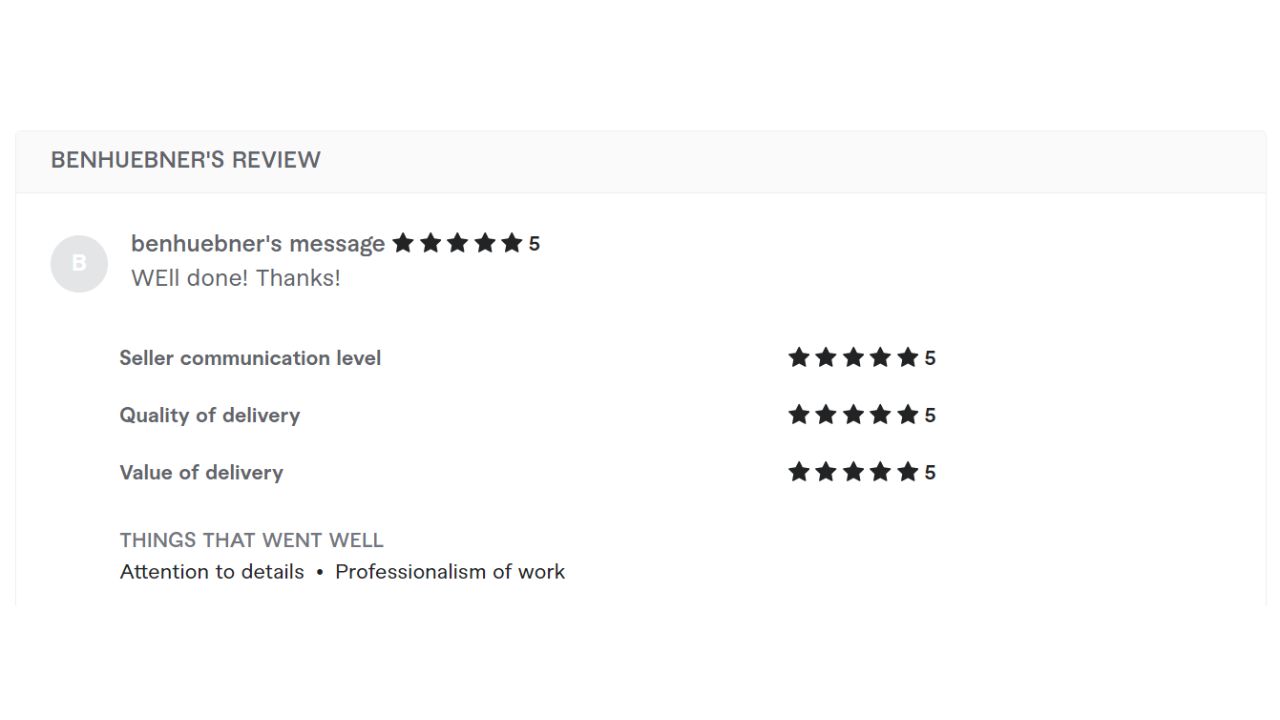 BENHUEBNER'S REVIEW
B
benhuebner's message ★★★★★ 5
WEll done! Thanks!
Seller communication level ★★★★★ 5
Quality of delivery ★★★★★ 5
Value of delivery ★★★★★ 5
THINGS THAT WENT WELL
Attention to details • Professionalism of work